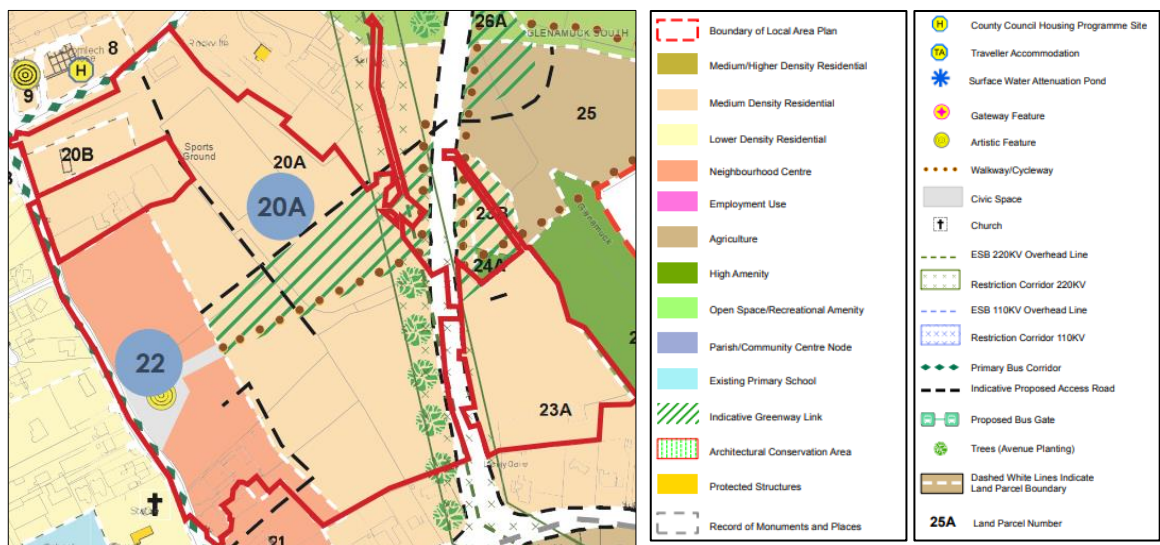 26A
GLENAMUCK SOUTH
8
H
9
25
20B
Sports
Ground
20A
20A
Glenamuck
24A
22
23A
21
Boundary of Local Area Plan
Medium/Higher Density Residential
Medium Density Residential
Lower Density Residential
Neighbourhood Centre
Employment Use
Agriculture
High Amenity
Open Space/Recreational Amenity
Parish/Community Centre Node
Existing Primary School
Indicative Greenway Link
Architectural Conservation Area
Protected Structures
Record of Monuments and Places
H
County Council Housing Programme Site
TA
Traveller Accommodation
Surface Water Attenuation Pond
Gateway Feature
Artistic Feature
Walkway/Cycleway
Civic Space
Church
ESB 220KV Overhead Line
Restriction Corridor 220KV
ESB 110KV Overhead Line
Restriction Corridor 110KV
Primary Bus Corridor
Indicative Proposed Access Road
Proposed Bus Gate
Trees (Avenue Planting)
Dashed White Lines Indicate
Land Parcel Boundary
25A
Land Parcel Number